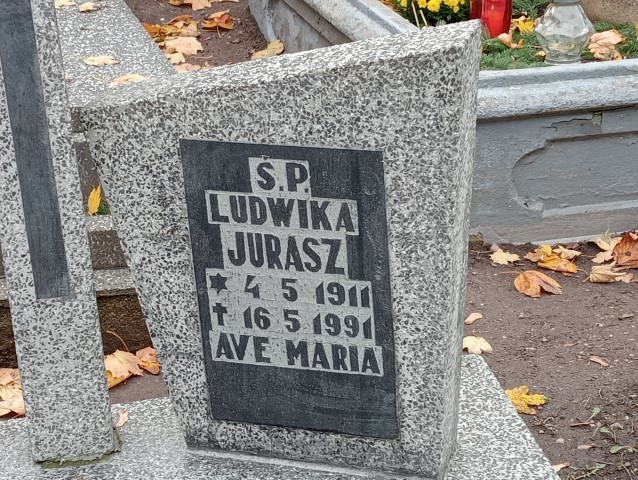 Ś.P.
LUDWIKA
JURASZ
✶ 4 5 1911
✝ 16 5 1991
AVE MARIA